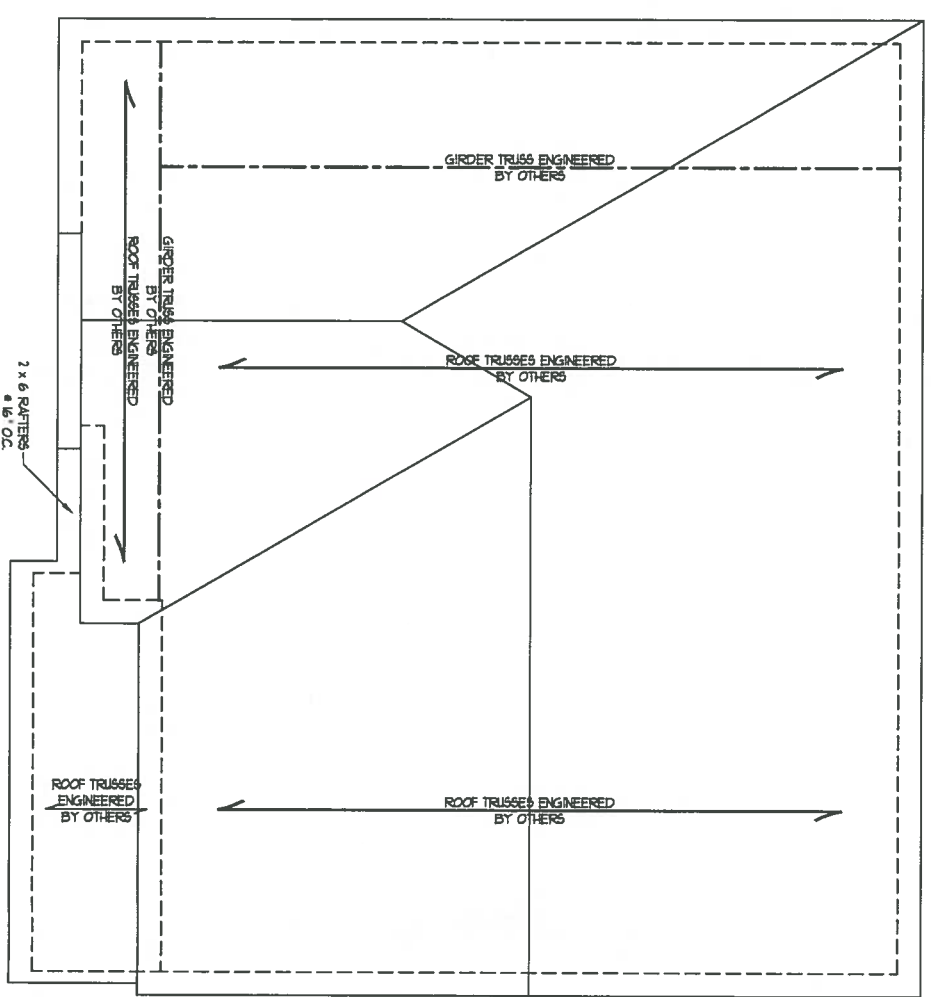 GIRDER TRUSS ENGINEERED
BY OTHERS
GIRDER TRUSS ENGINEERED
BY OTHERS
ROOF TRUSSES ENGINEERED
BY OTHERS
ROOF TRUSSES ENGINEERED
BY OTHERS
2 x 6 RAFTERS
@ 16" O.C.
ROOF TRUSSES
ENGINEERED
BY OTHERS
ROOF TRUSSES ENGINEERED
BY OTHERS